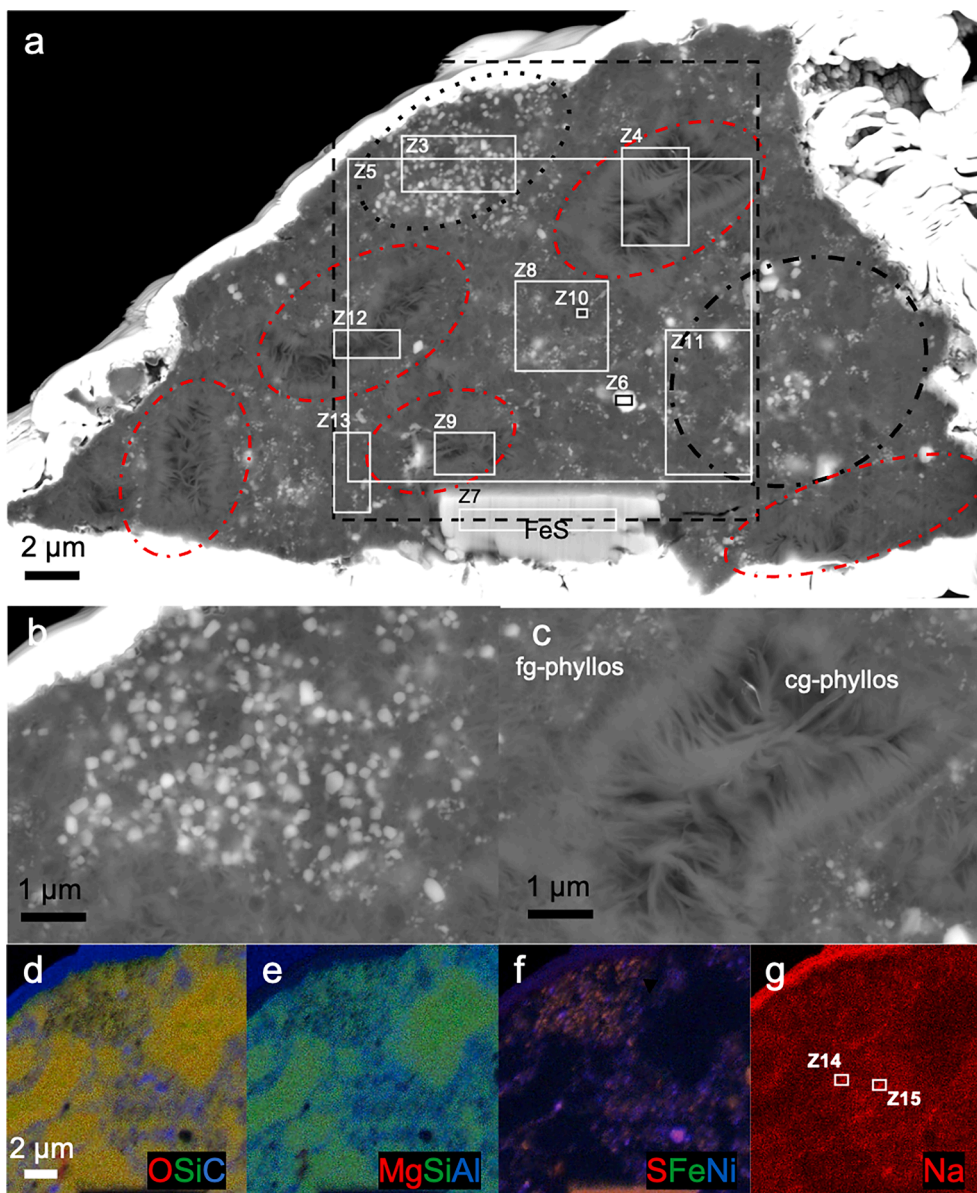 a
Z3
Z4
Z5
Z8
Z10
Z12
Z11
Z6
Z13
Z9
Z7
FeS
2 µm
b
c
fg-phyllos
cg-phyllos
1 µm
1 µm
d
e
f
g
Z14
Z15
2 µm
OSiC
MgSiAl
SFeNi
Na